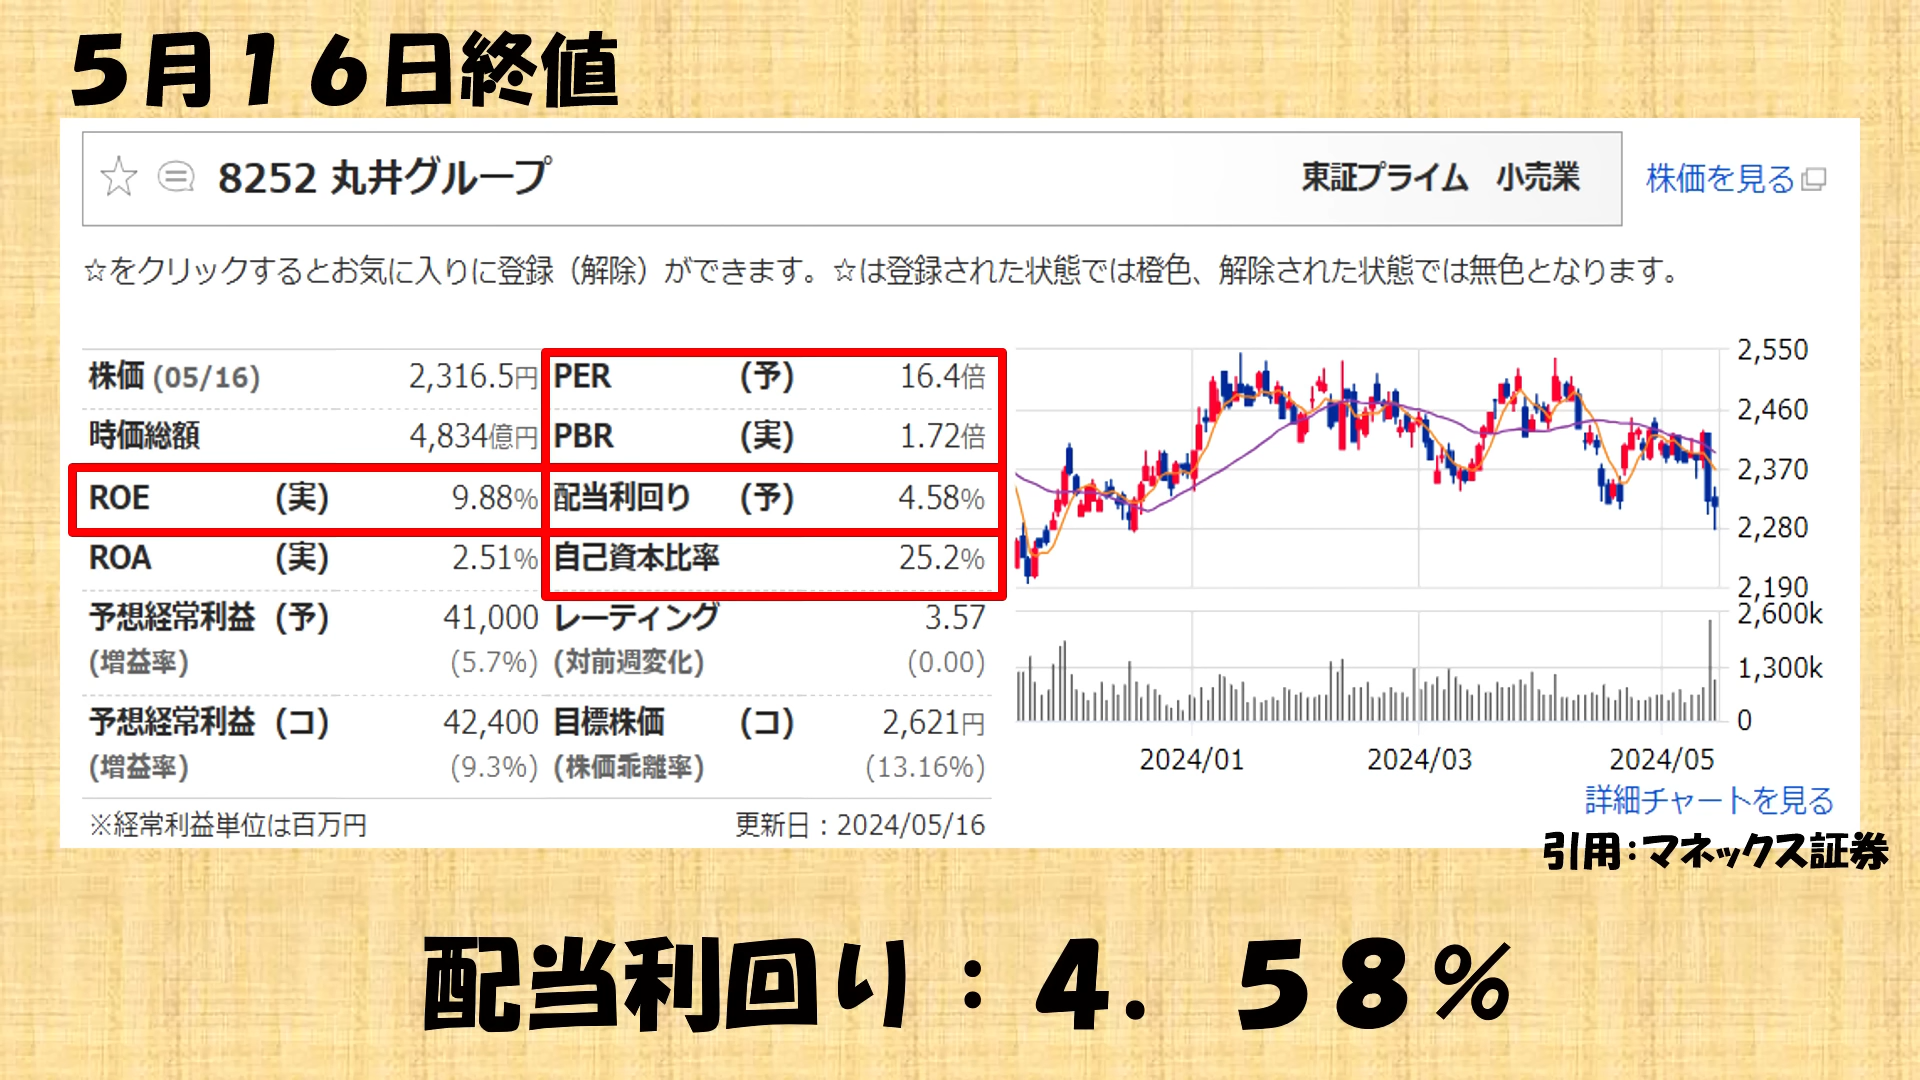 ５月１６日終値
8252 丸井グループ 東証プライム 小売業 株価を見る
☆をクリックするとお気に入りに登録（解除）ができます。☆は登録された状態では橙色、解除された状態では無色となります。
株価 (05/16) 2,316.5円 PER (予) 16.4倍
時価総額 4,834億円 PBR (実) 1.72倍
ROE (実) 9.88% 配当利回り (予) 4.58%
ROA (実) 2.51% 自己資本比率 25.2%
予想経常利益 (予) 41,000 レーティング 3.57
(増益率) (5.7%) (対前週変化) (0.00)
予想経常利益 (コ) 42,400 目標株価 (コ) 2,621円
(増益率) (9.3%) (株価乖離率) (13.16%)
※経常利益単位は百万円 更新日：2024/05/16
2,550
2,460
2,370
2,280
2,190
2,600k
1,300k
0
2024/01 2024/03 2024/05
詳細チャートを見る
引用：マネックス証券
配当利回り：４．５８％